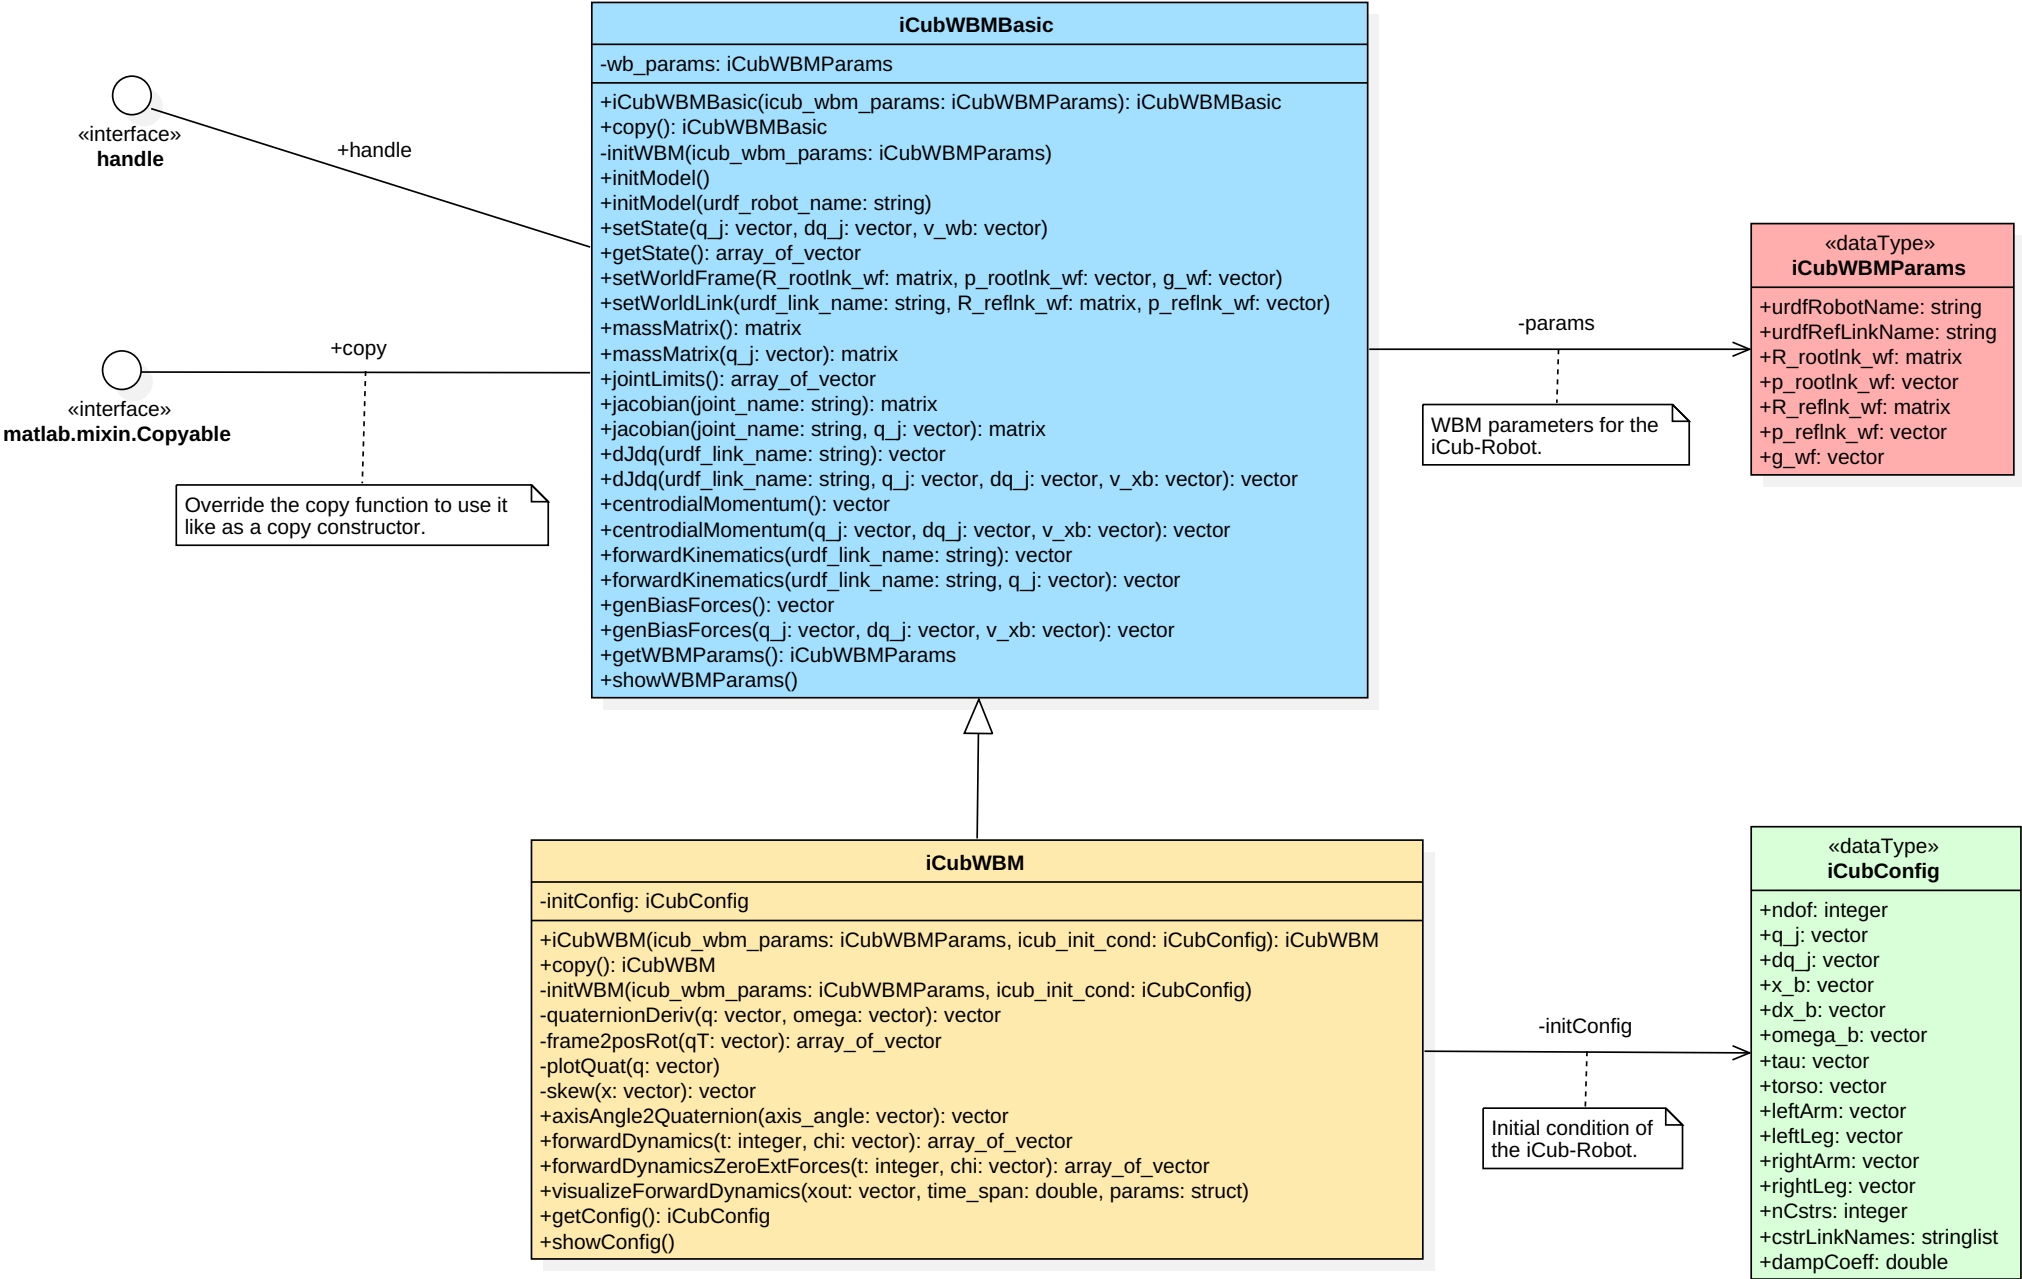 iCubWBMBasic
-wb_params: iCubWBMParams
+iCubWBMBasic(icub_wbm_params: iCubWBMParams): iCubWBMBasic
+copy(): iCubWBMBasic
-initWBM(icub_wbm_params: iCubWBMParams)
+initModel()
+initModel(urdf_robot_name: string)
+setState(q_j: vector, dq_j: vector, v_wb: vector)
+getState(): array_of_vector
+setWorldFrame(R_rootlnk_wf: matrix, p_rootlnk_wf: vector, g_wf: vector)
+setWorldLink(urdf_link_name: string, R_reflnk_wf: matrix, p_reflnk_wf: vector)
+massMatrix(): matrix
+massMatrix(q_j: vector): matrix
+jointLimits(): array_of_vector
+jacobian(joint_name: string): matrix
+jacobian(joint_name: string, q_j: vector): matrix
+dJdq(urdf_link_name: string): vector
+dJdq(urdf_link_name: string, q_j: vector, dq_j: vector, v_xb: vector): vector
+centrodialMomentum(): vector
+centrodialMomentum(q_j: vector, dq_j: vector, v_xb: vector): vector
+forwardKinematics(urdf_link_name: string): vector
+forwardKinematics(urdf_link_name: string, q_j: vector): vector
+genBiasForces(): vector
+genBiasForces(q_j: vector, dq_j: vector, v_xb: vector): vector
+getWBMParams(): iCubWBMParams
+showWBMParams()
«interface»
handle
+handle
«interface»
matlab.mixin.Copyable
+copy
Override the copy function to use it
like as a copy constructor.
-params
WBM parameters for the
iCub-Robot.
«dataType»
iCubWBMParams
+urdfRobotName: string
+urdfRefLinkName: string
+R_rootlnk_wf: matrix
+p_rootlnk_wf: vector
+R_reflnk_wf: matrix
+p_reflnk_wf: vector
+g_wf: vector
iCubWBM
-initConfig: iCubConfig
+iCubWBM(icub_wbm_params: iCubWBMParams, icub_init_cond: iCubConfig): iCubWBM
+copy(): iCubWBM
-initWBM(icub_wbm_params: iCubWBMParams, icub_init_cond: iCubConfig)
-quaternionDeriv(q: vector, omega: vector): vector
-frame2posRot(qT: vector): array_of_vector
-plotQuat(q: vector)
-skew(x: vector): vector
+axisAngle2Quaternion(axis_angle: vector): vector
+forwardDynamics(t: integer, chi: vector): array_of_vector
+forwardDynamicsZeroExtForces(t: integer, chi: vector): array_of_vector
+visualizeForwardDynamics(xout: vector, time_span: double, params: struct)
+getConfig(): iCubConfig
+showConfig()
-initConfig
Initial condition of
the iCub-Robot.
«dataType»
iCubConfig
+ndof: integer
+q_j: vector
+dq_j: vector
+x_b: vector
+dx_b: vector
+omega_b: vector
+tau: vector
+torso: vector
+leftArm: vector
+leftLeg: vector
+rightArm: vector
+rightLeg: vector
+nCstrs: integer
+cstrLinkNames: stringlist
+dampCoeff: double